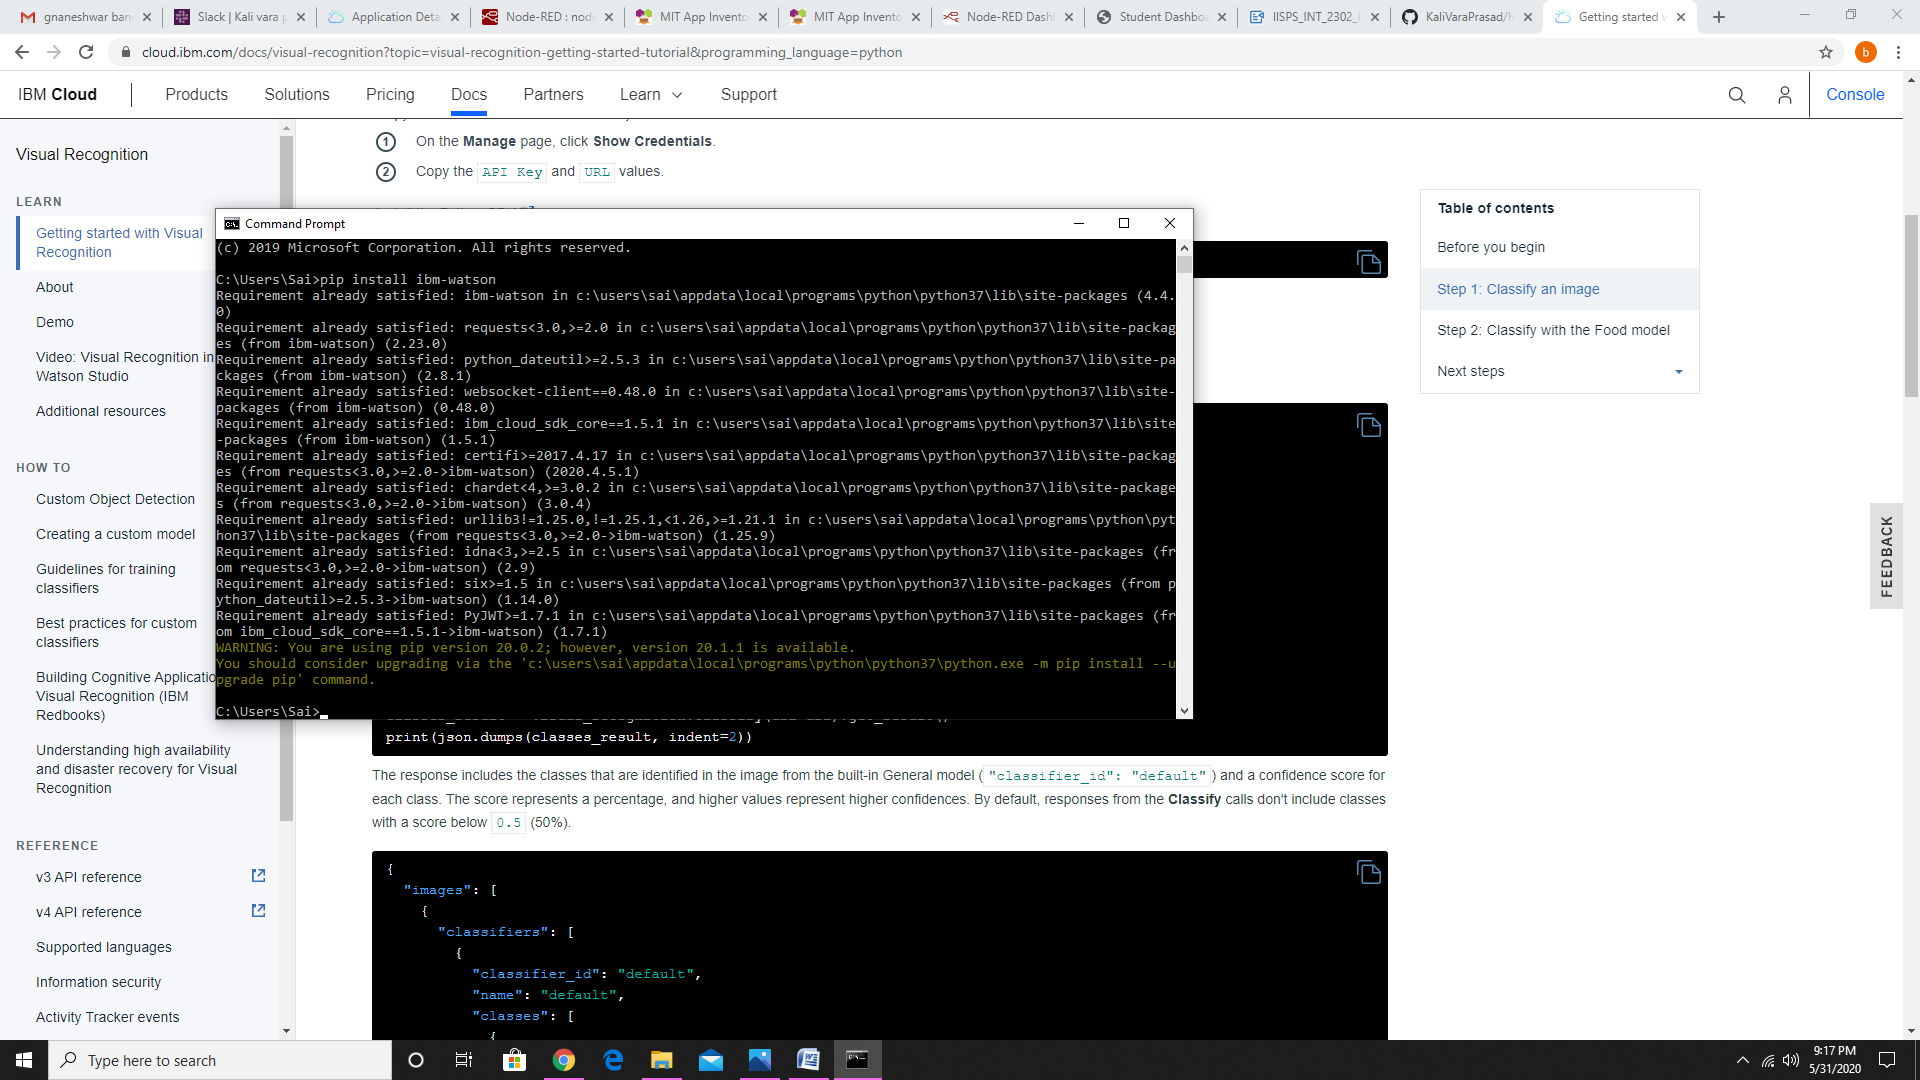 gnaneshwar ban
Slack | Kali vara p
Application Deta
Node-RED : node
MIT App Invento
MIT App Invento
Node-RED Dash
Student Dashboa
IISPS_INT_2302_
KaliVaraPrasad/h
Getting started w
cloud.ibm.com/docs/visual-recognition?topic=visual-recognition-getting-started-tutorial&programming_language=python
b
IBM Cloud
Products
Solutions
Pricing
Docs
Partners
Learn
Support
Console
Visual Recognition
LEARN
Getting started with Visual
Recognition
About
Demo
Video: Visual Recognition in
Watson Studio
Additional resources
HOW TO
Custom Object Detection
Creating a custom model
Guidelines for training
classifiers
Best practices for custom
classifiers
Building Cognitive Applicatio
Visual Recognition (IBM
Redbooks)
Understanding high availability
and disaster recovery for Visual
Recognition
REFERENCE
v3 API reference
v4 API reference
Supported languages
Information security
Activity Tracker events
1 On the Manage page, click Show Credentials.
2 Copy the API Key and URL values.
Command Prompt
(c) 2019 Microsoft Corporation. All rights reserved.
C:\Users\Sai>pip install ibm-watson
Requirement already satisfied: ibm-watson in c:\users\sai\appdata\local\programs\python\python37\lib\site-packages (4.4.
0)
Requirement already satisfied: requests<3.0,>=2.0 in c:\users\sai\appdata\local\programs\python\python37\lib\site-packag
es (from ibm-watson) (2.23.0)
Requirement already satisfied: python_dateutil>=2.5.3 in c:\users\sai\appdata\local\programs\python\python37\lib\site-pa
ckages (from ibm-watson) (2.8.1)
Requirement already satisfied: websocket-client==0.48.0 in c:\users\sai\appdata\local\programs\python\python37\lib\site-
packages (from ibm-watson) (0.48.0)
Requirement already satisfied: ibm_cloud_sdk_core==1.5.1 in c:\users\sai\appdata\local\programs\python\python37\lib\site
-packages (from ibm-watson) (1.5.1)
Requirement already satisfied: certifi>=2017.4.17 in c:\users\sai\appdata\local\programs\python\python37\lib\site-packag
es (from requests<3.0,>=2.0->ibm-watson) (2020.4.5.1)
Requirement already satisfied: chardet<4,>=3.0.2 in c:\users\sai\appdata\local\programs\python\python37\lib\site-package
s (from requests<3.0,>=2.0->ibm-watson) (3.0.4)
Requirement already satisfied: urllib3!=1.25.0,!=1.25.1,<1.26,>=1.21.1 in c:\users\sai\appdata\local\programs\python\pyt
hon37\lib\site-packages (from requests<3.0,>=2.0->ibm-watson) (1.25.9)
Requirement already satisfied: idna<3,>=2.5 in c:\users\sai\appdata\local\programs\python\python37\lib\site-packages (fr
om requests<3.0,>=2.0->ibm-watson) (2.9)
Requirement already satisfied: six>=1.5 in c:\users\sai\appdata\local\programs\python\python37\lib\site-packages (from p
ython_dateutil>=2.5.3->ibm-watson) (1.14.0)
Requirement already satisfied: PyJWT>=1.7.1 in c:\users\sai\appdata\local\programs\python\python37\lib\site-packages (fr
om ibm_cloud_sdk_core==1.5.1->ibm-watson) (1.7.1)
WARNING: You are using pip version 20.0.2; however, version 20.1.1 is available.
You should consider upgrading via the 'c:\users\sai\appdata\local\programs\python\python37\python.exe -m pip install --u
pgrade pip' command.
C:\Users\Sai>
print(json.dumps(classes_result, indent=2))
The response includes the classes that are identified in the image from the built-in General model ( "classifier_id": "default" ) and a confidence score for
each class. The score represents a percentage, and higher values represent higher confidences. By default, responses from the Classify calls don't include classes
with a score below 0.5 (50%).
{
"images": [
{
"classifiers": [
{
"classifier_id": "default",
"name": "default",
"classes": [
{
Table of contents
Before you begin
Step 1: Classify an image
Step 2: Classify with the Food model
Next steps
FEEDBACK
Type here to search
9:17 PM
5/31/2020